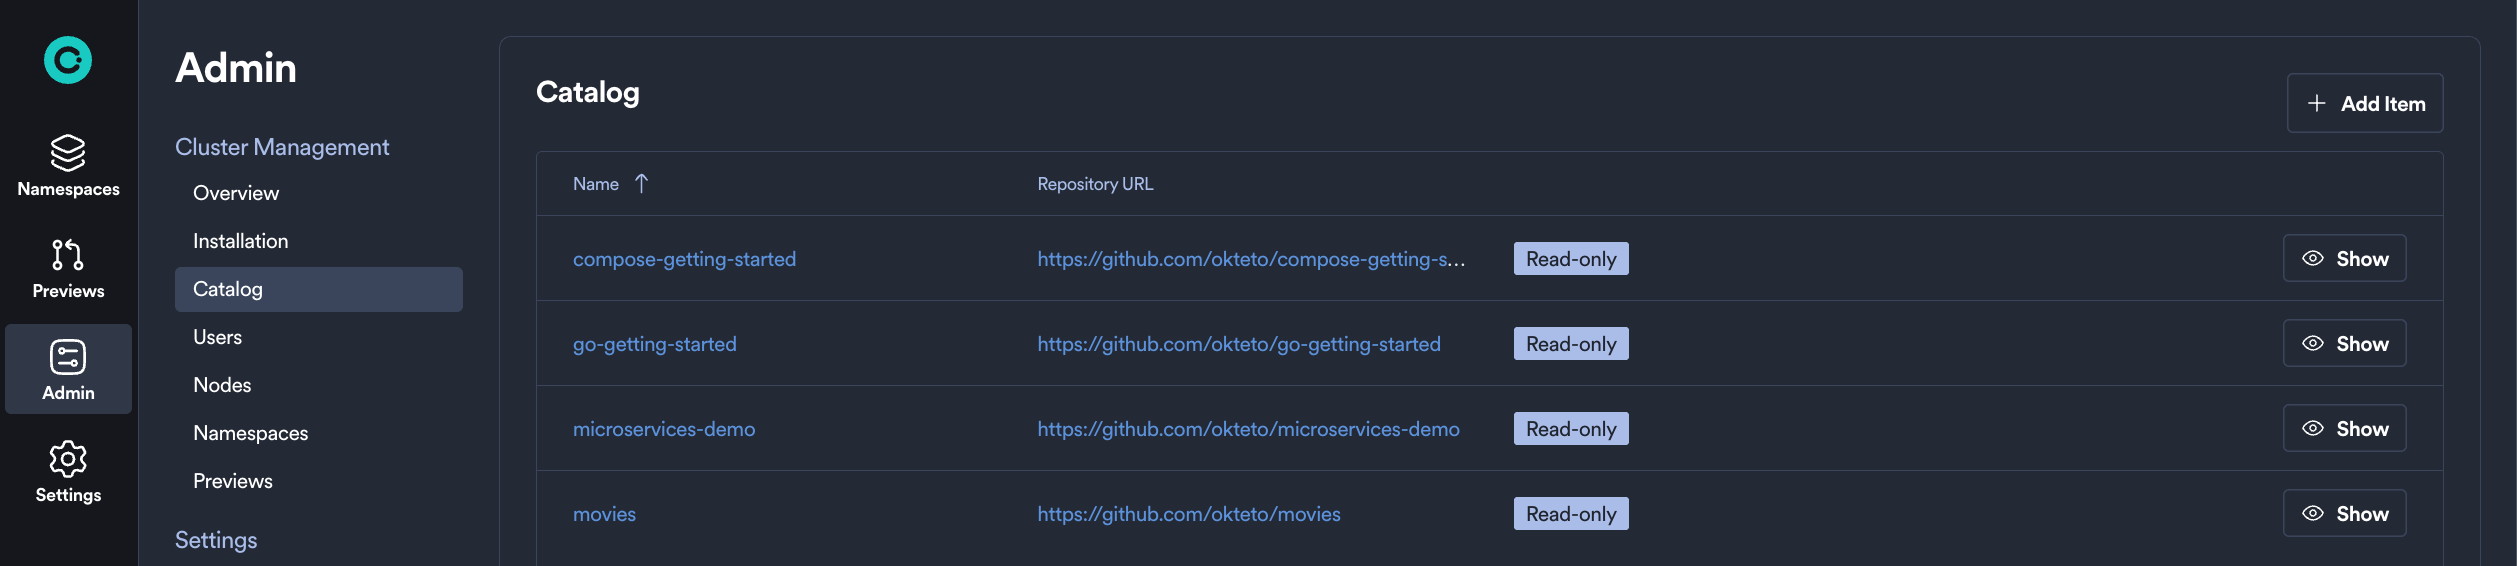 Namespaces
Previews
Admin
Settings
Admin
Cluster Management
Overview
Installation
Catalog
Users
Nodes
Namespaces
Previews
Settings
Catalog
Add Item
Name Repository URL
compose-getting-started https://github.com/okteto/compose-getting-s... Read-only Show
go-getting-started https://github.com/okteto/go-getting-started Read-only Show
microservices-demo https://github.com/okteto/microservices-demo Read-only Show
movies https://github.com/okteto/movies Read-only Show